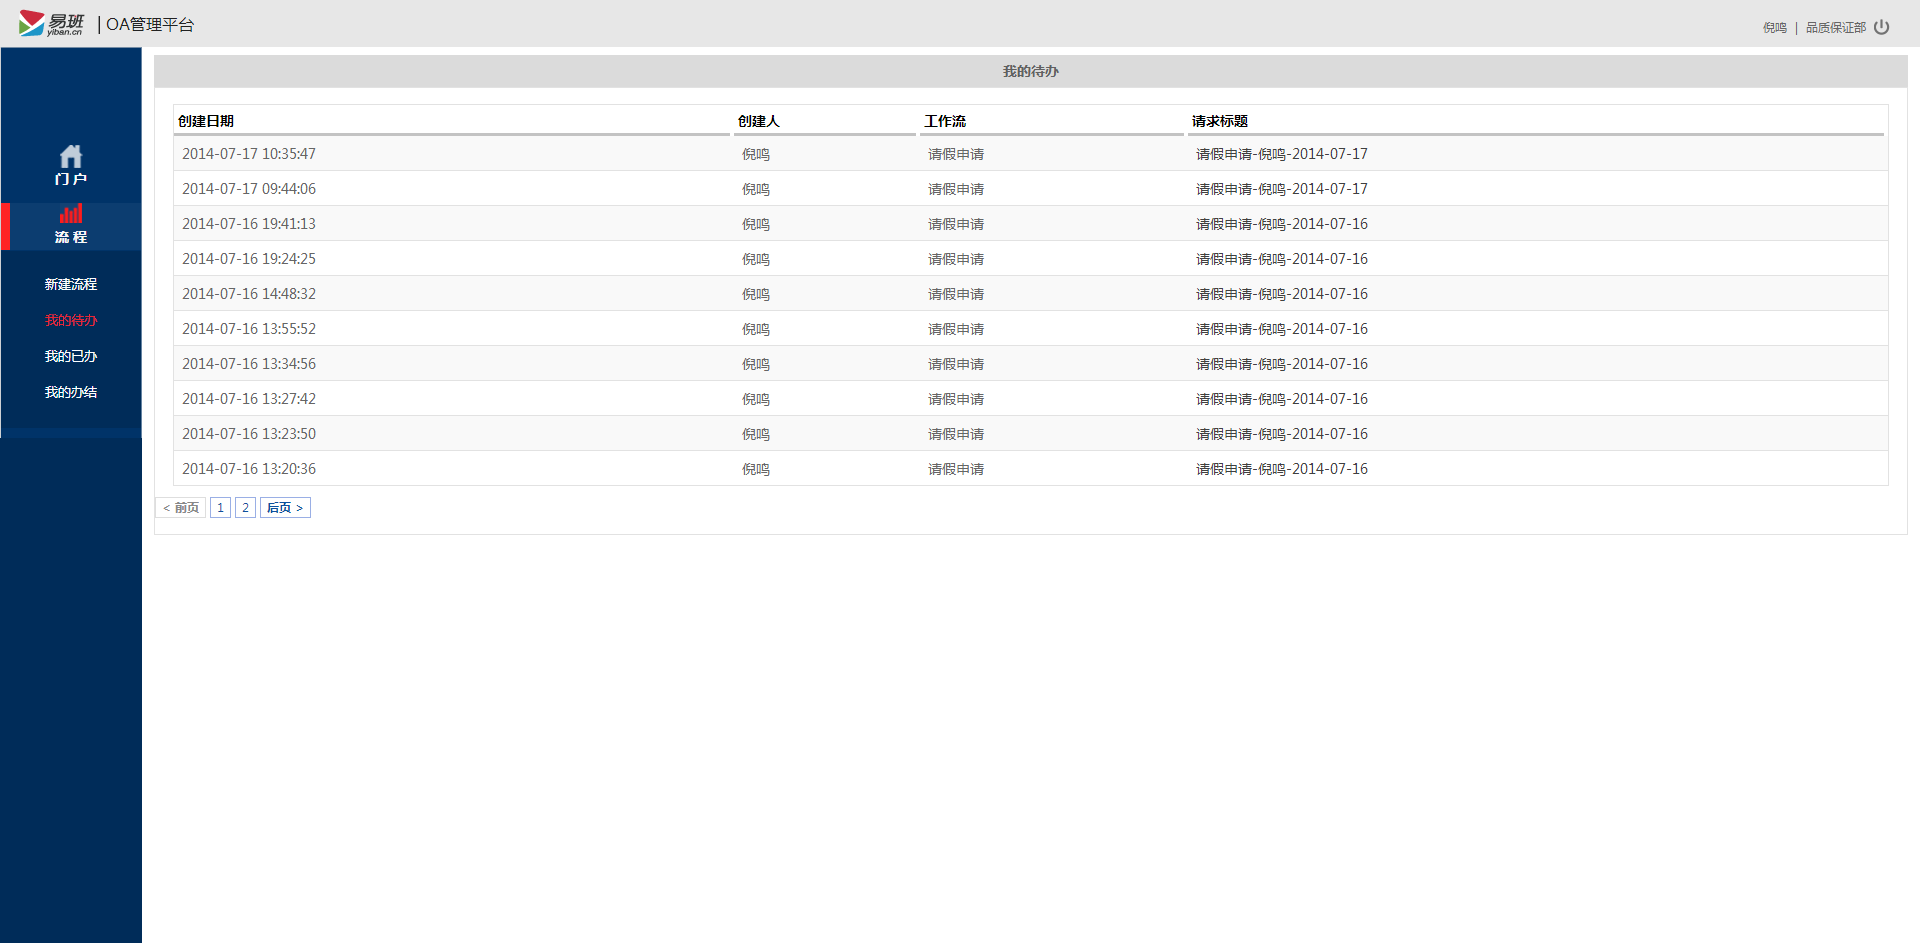 易班
yiban.cn
| OA管理平台
倪鸣 | 品质保证部
门 户
流 程
新建流程
我的待办
我的已办
我的办结
我的待办
创建日期 创建人 工作流 请求标题
2014-07-17 10:35:47 倪鸣 请假申请 请假申请-倪鸣-2014-07-17
2014-07-17 09:44:06 倪鸣 请假申请 请假申请-倪鸣-2014-07-17
2014-07-16 19:41:13 倪鸣 请假申请 请假申请-倪鸣-2014-07-16
2014-07-16 19:24:25 倪鸣 请假申请 请假申请-倪鸣-2014-07-16
2014-07-16 14:48:32 倪鸣 请假申请 请假申请-倪鸣-2014-07-16
2014-07-16 13:55:52 倪鸣 请假申请 请假申请-倪鸣-2014-07-16
2014-07-16 13:34:56 倪鸣 请假申请 请假申请-倪鸣-2014-07-16
2014-07-16 13:27:42 倪鸣 请假申请 请假申请-倪鸣-2014-07-16
2014-07-16 13:23:50 倪鸣 请假申请 请假申请-倪鸣-2014-07-16
2014-07-16 13:20:36 倪鸣 请假申请 请假申请-倪鸣-2014-07-16
< 前页 1 2 后页 >